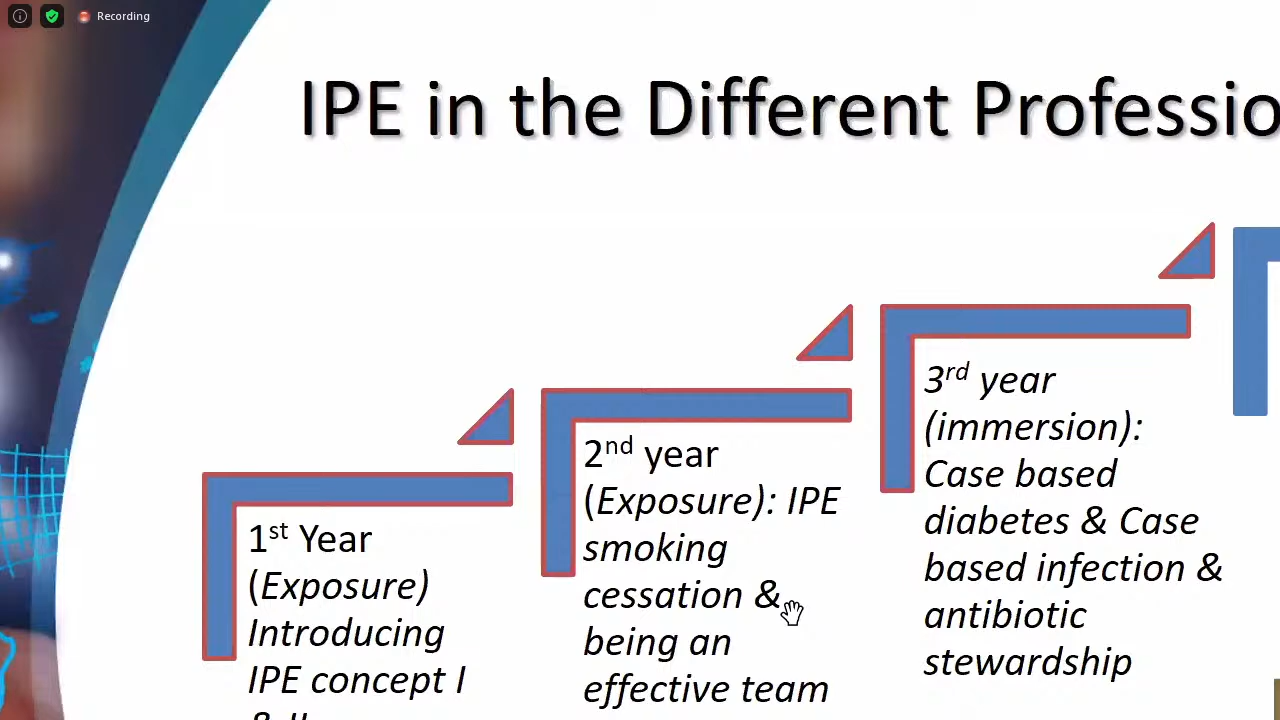 Recording
IPE in the Different Professio
1st Year
(Exposure)
Introducing
IPE concept I
2nd year
(Exposure): IPE
smoking
cessation &
being an
effective team
3rd year
(immersion):
Case based
diabetes & Case
based infection &
antibiotic
stewardship